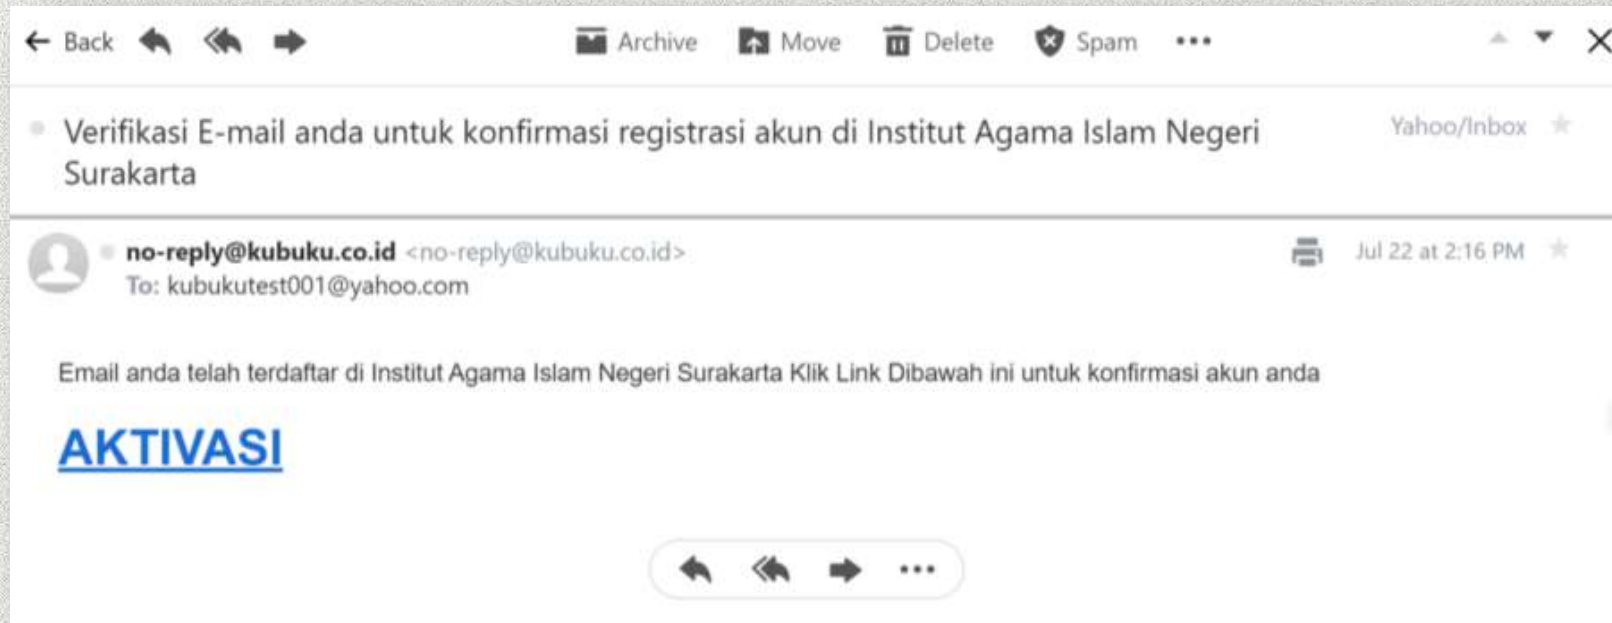 Back
Archive
Move
Delete
Spam
Verifikasi E-mail anda untuk konfirmasi registrasi akun di Institut Agama Islam Negeri
Surakarta
Yahoo/Inbox
no-reply@kubuku.co.id <no-reply@kubuku.co.id>
Jul 22 at 2:16 PM
To: kubukutest001@yahoo.com
Email anda telah terdaftar di Institut Agama Islam Negeri Surakarta Klik Link Dibawah ini untuk konfirmasi akun anda
AKTIVASI